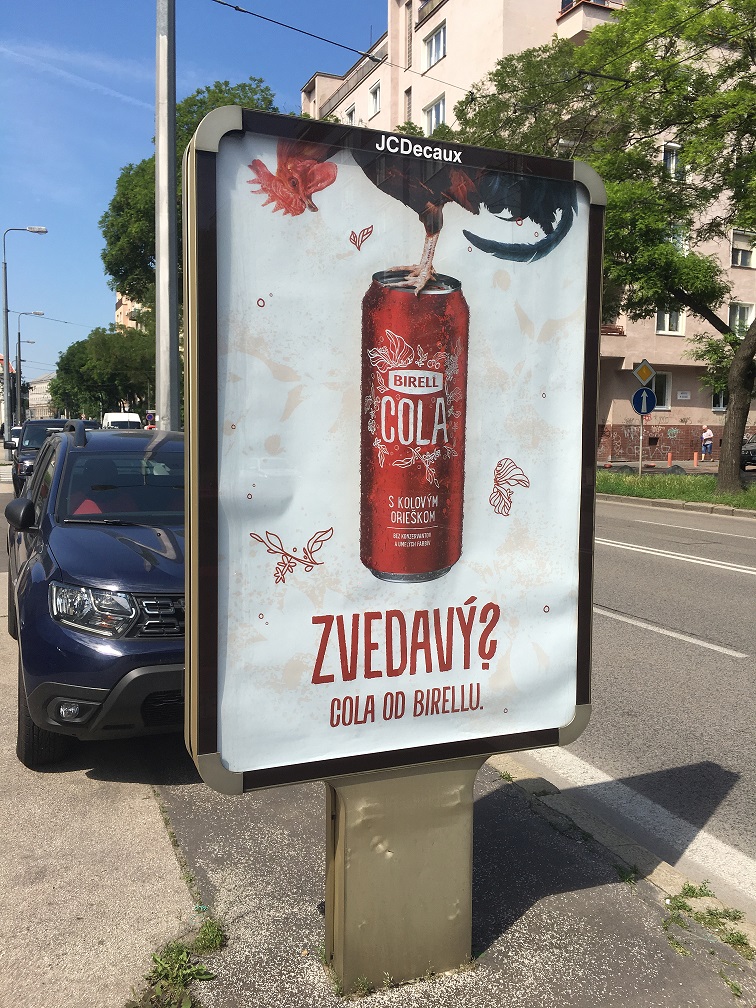 JCDecaux
BIRELL
COLA
S KOLOVÝM
ORIEŠKOM
BEZ KONZERVANTOV
A UMELÝCH FARBÍV
ZVEDAVÝ?
COLA OD BIRELLU.